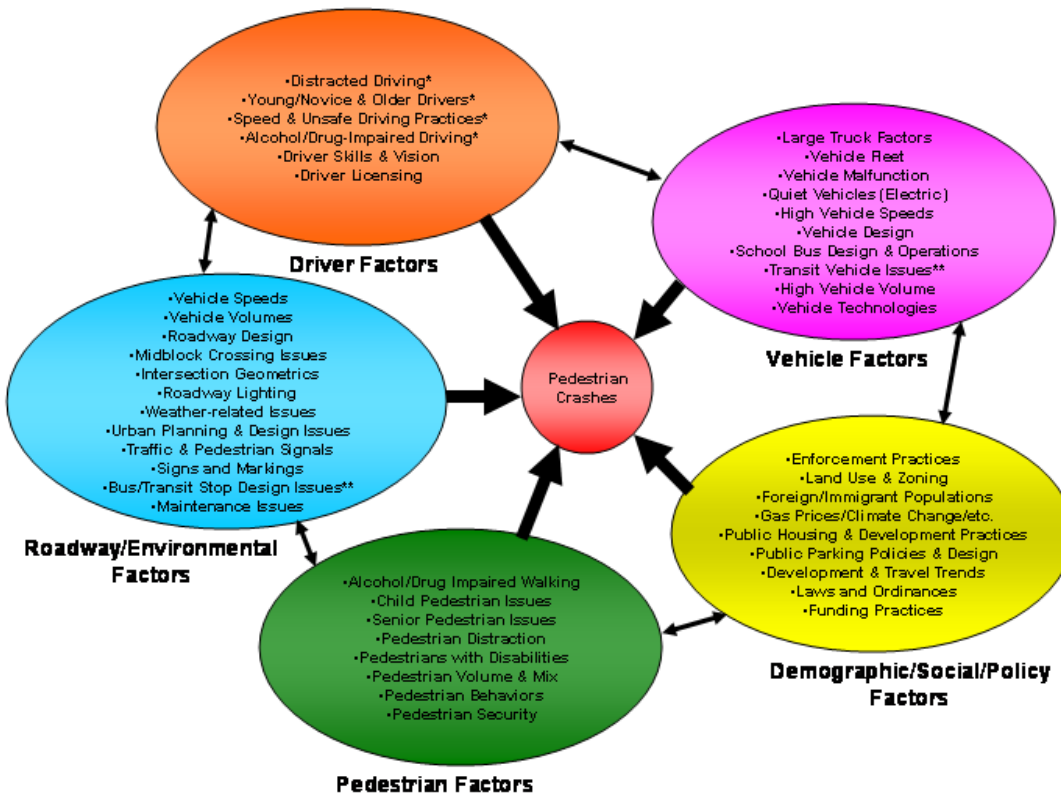 •Distracted Driving*
•Young/Novice & Older Drivers*
•Speed & Unsafe Driving Practices*
•Alcohol/Drug-Impaired Driving*
•Driver Skills & Vision
•Driver Licensing
Driver Factors
•Large Truck Factors
•Vehicle Fleet
•Vehicle Malfunction
•Quiet Vehicles (Electric)
•High Vehicle Speeds
•Vehicle Design
•School Bus Design & Operations
•Transit Vehicle Issues**
•High Vehicle Volume
•Vehicle Technologies
Vehicle Factors
•Vehicle Speeds
•Vehicle Volumes
•Roadway Design
•Midblock Crossing Issues
•Intersection Geometrics
•Roadway Lighting
•Weather-related Issues
•Urban Planning & Design Issues
•Traffic & Pedestrian Signals
•Signs and Markings
•Bus/Transit Stop Design Issues**
•Maintenance Issues
Roadway/Environmental
Factors
Pedestrian
Crashes
•Enforcement Practices
•Land Use & Zoning
•Foreign/Immigrant Populations
•Gas Prices/Climate Change/etc.
•Public Housing & Development Practices
•Public Parking Policies & Design
•Development & Travel Trends
•Laws and Ordinances
•Funding Practices
Demographic/Social/Policy
Factors
•Alcohol/Drug Impaired Walking
•Child Pedestrian Issues
•Senior Pedestrian Issues
•Pedestrian Distraction
•Pedestrians with Disabilities
•Pedestrian Volume & Mix
•Pedestrian Behaviors
•Pedestrian Security
Pedestrian Factors